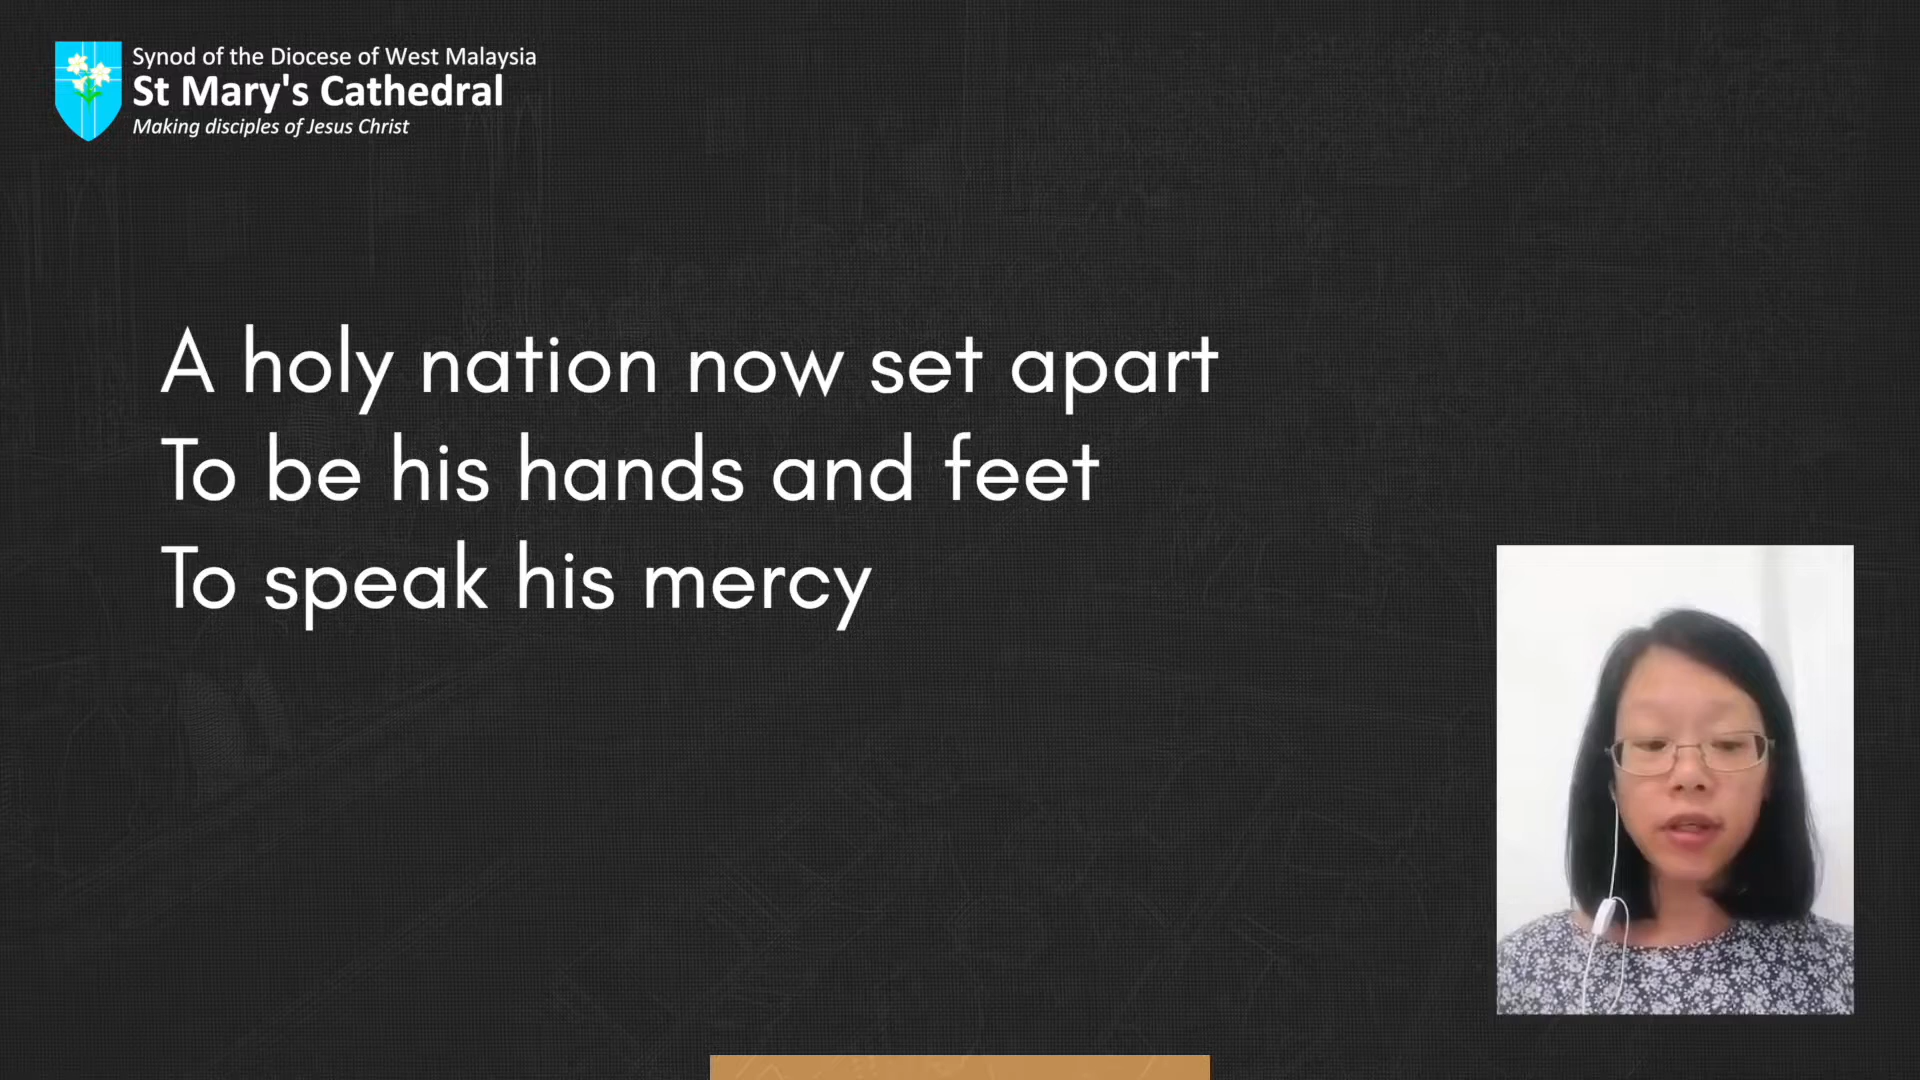 Synod of the Diocese of West Malaysia
St Mary's Cathedral
Making disciples of Jesus Christ
A holy nation now set apart
To be his hands and feet
To speak his mercy